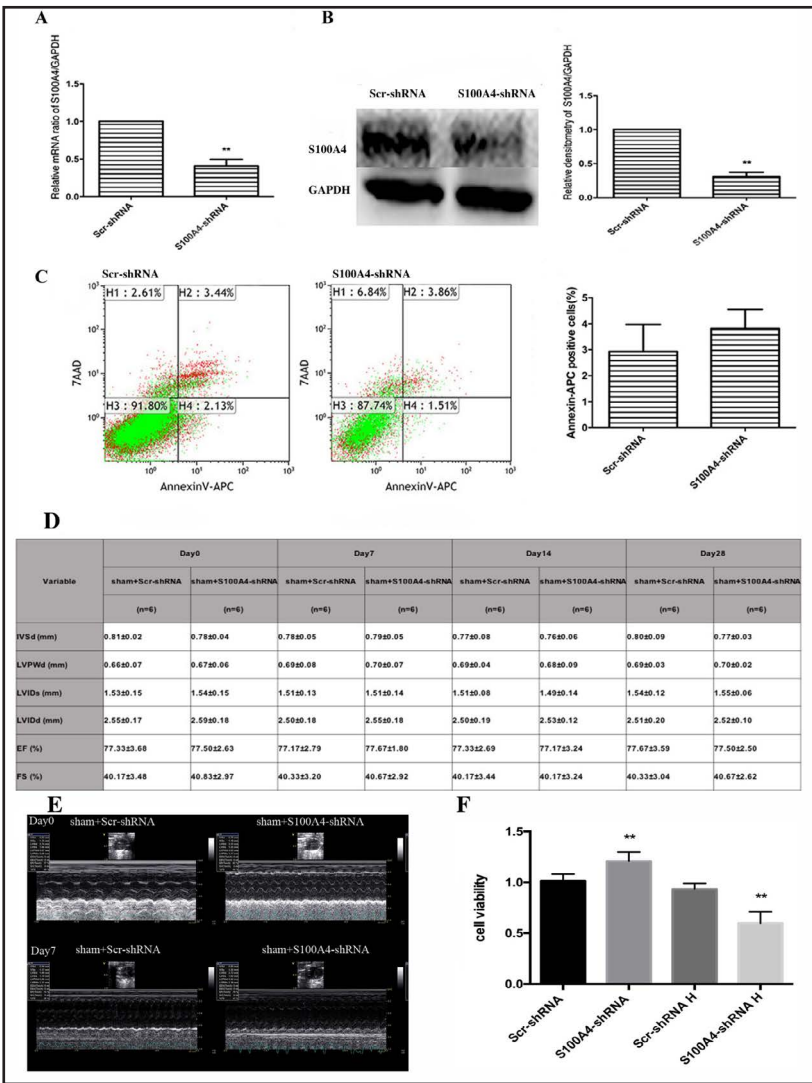 A
Relative mRNA ratio of S100A4/GAPDH
1.5
1.0
0.5
0.0
**
Scr-shRNA
S100A4-shRNA
B
Scr-shRNA S100A4-shRNA
S100A4
GAPDH
Relative densitometry of S100A4/GAPDH
1.5
1.0
0.5
0.0
**
Scr-shRNA
S100A4-shRNA
C
Scr-shRNA
H1 : 2.61% H2 : 3.44%
H3 : 91.80% H4 : 2.13%
7AAD
10³
10²
10¹
10⁰
10⁰ 10¹ 10² 10³
AnnexinV-APC
S100A4-shRNA
H1 : 6.84% H2 : 3.86%
H3 : 87.74% H4 : 1.51%
7AAD
10³
10²
10¹
10⁰
10⁰ 10¹ 10² 10³
AnnexinV-APC
Annexin-APC positive cells(%)
5
4
3
2
1
0
Scr-shRNA
S100A4-shRNA
D
Variable Day0 Day7 Day14 Day28
sham+Scr-shRNA sham+S100A4-shRNA sham+Scr-shRNA sham+S100A4-shRNA sham+Scr-shRNA sham+S100A4-shRNA sham+Scr-shRNA sham+S100A4-shRNA
(n=6) (n=6) (n=6) (n=6) (n=6) (n=6) (n=6) (n=6)
IVSd (mm) 0.81±0.02 0.78±0.04 0.78±0.05 0.79±0.05 0.77±0.08 0.76±0.06 0.80±0.09 0.77±0.03
LVPWd (mm) 0.66±0.07 0.67±0.06 0.69±0.08 0.70±0.07 0.69±0.04 0.68±0.09 0.69±0.03 0.70±0.02
LVIDs (mm) 1.53±0.15 1.54±0.15 1.51±0.13 1.51±0.14 1.51±0.08 1.49±0.14 1.54±0.12 1.55±0.06
LVIDd (mm) 2.55±0.17 2.59±0.18 2.50±0.18 2.55±0.18 2.50±0.19 2.53±0.12 2.51±0.20 2.52±0.10
EF (%) 77.33±3.68 77.50±2.63 77.17±2.79 77.67±1.80 77.33±2.69 77.17±3.24 77.67±3.59 77.50±2.50
FS (%) 40.17±3.48 40.83±2.97 40.33±3.20 40.67±2.92 40.17±3.44 40.17±3.24 40.33±3.04 40.67±2.62
E
Day0 sham+Scr-shRNA sham+S100A4-shRNA
Day7 sham+Scr-shRNA sham+S100A4-shRNA
F
cell viability
1.5
1.0
0.5
0.0
**
**
Scr-shRNA
S100A4-shRNA
Scr-shRNA H
S100A4-shRNA H